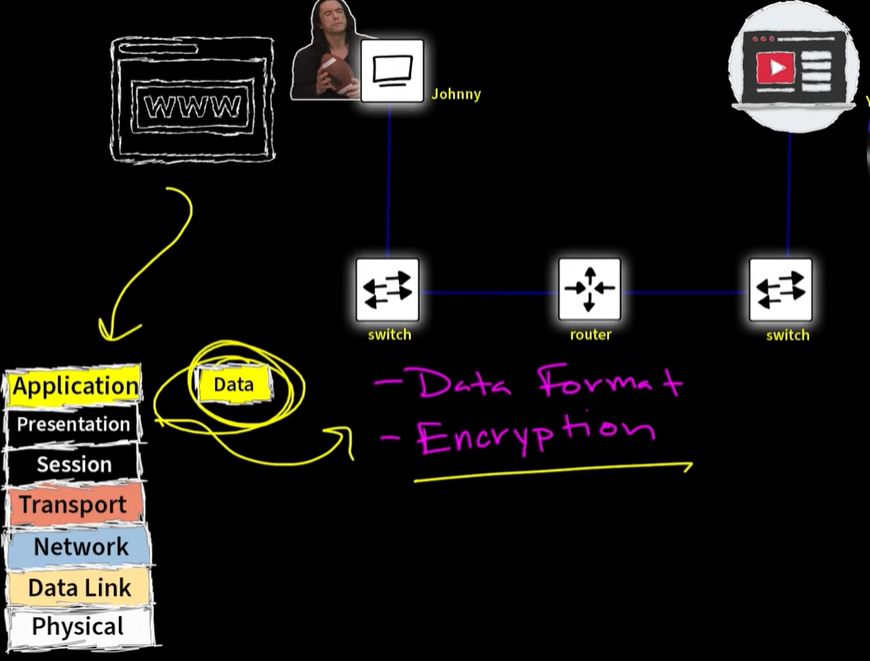 WWW
Johnny
switch
router
switch
Application
Data
Presentation
Session
Transport
Network
Data Link
Physical
- Data Format
- Encryption